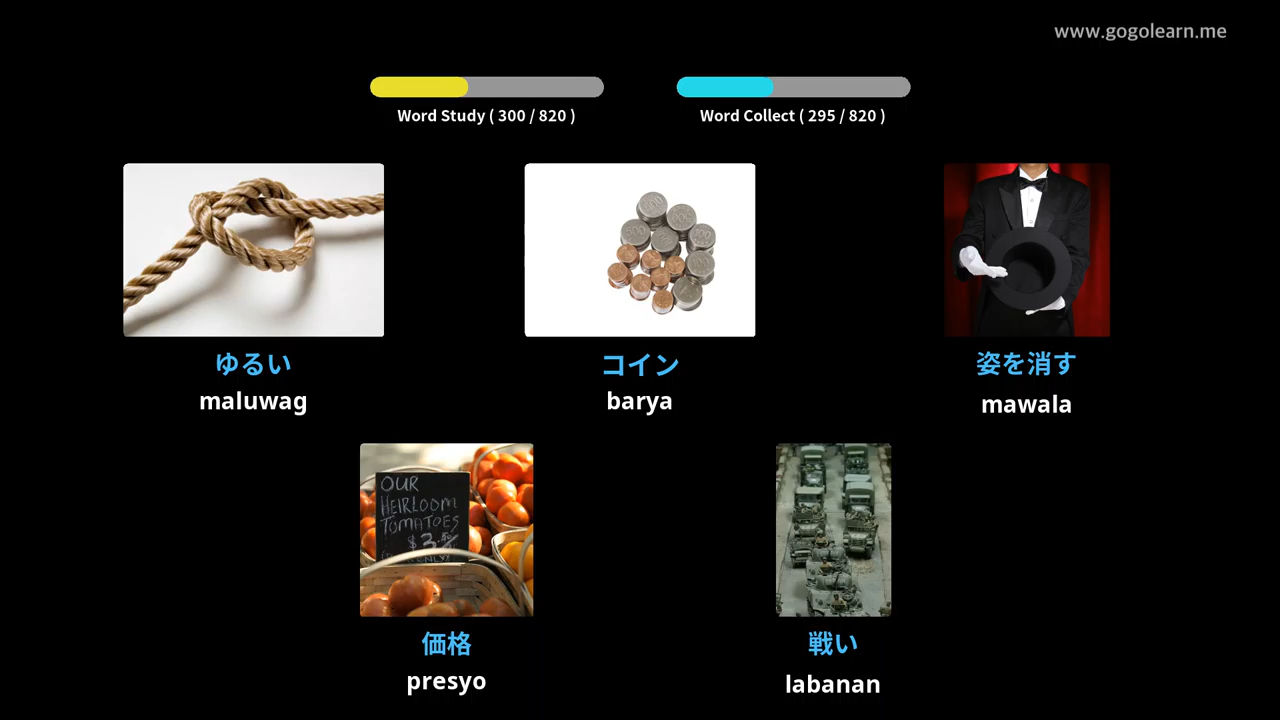 www.gogolearn.me
Word Study ( 300 / 820 )
Word Collect ( 295 / 820 )
ゆるい
maluwag
コイン
barya
姿を消す
mawala
OUR
HEIRLOOM
TOMATOES
価格
presyo
戦い
labanan